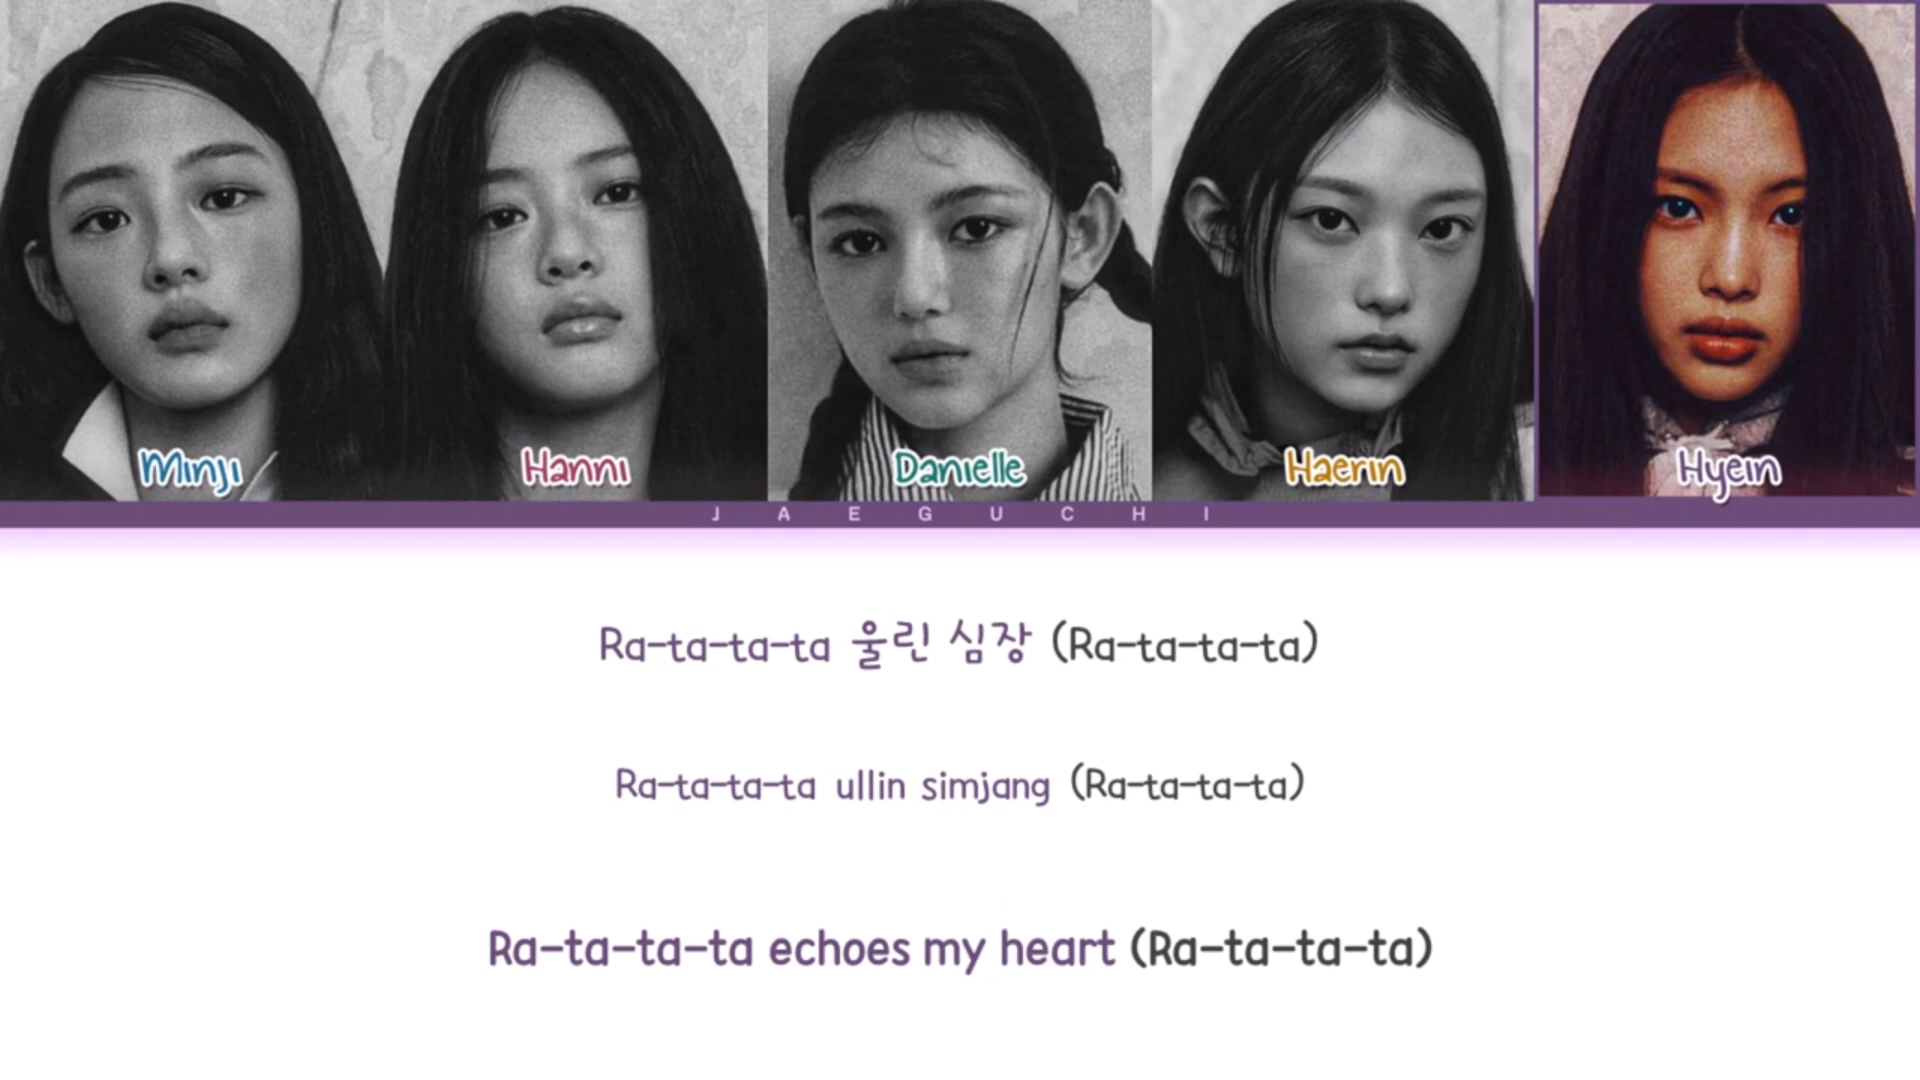 Minji
Hanni
Danielle
Haerin
Hyein
JAEGUCHI
Ra-ta-ta-ta 울린 심장 (Ra-ta-ta-ta)
Ra-ta-ta-ta ullin simjang (Ra-ta-ta-ta)
Ra-ta-ta-ta echoes my heart (Ra-ta-ta-ta)